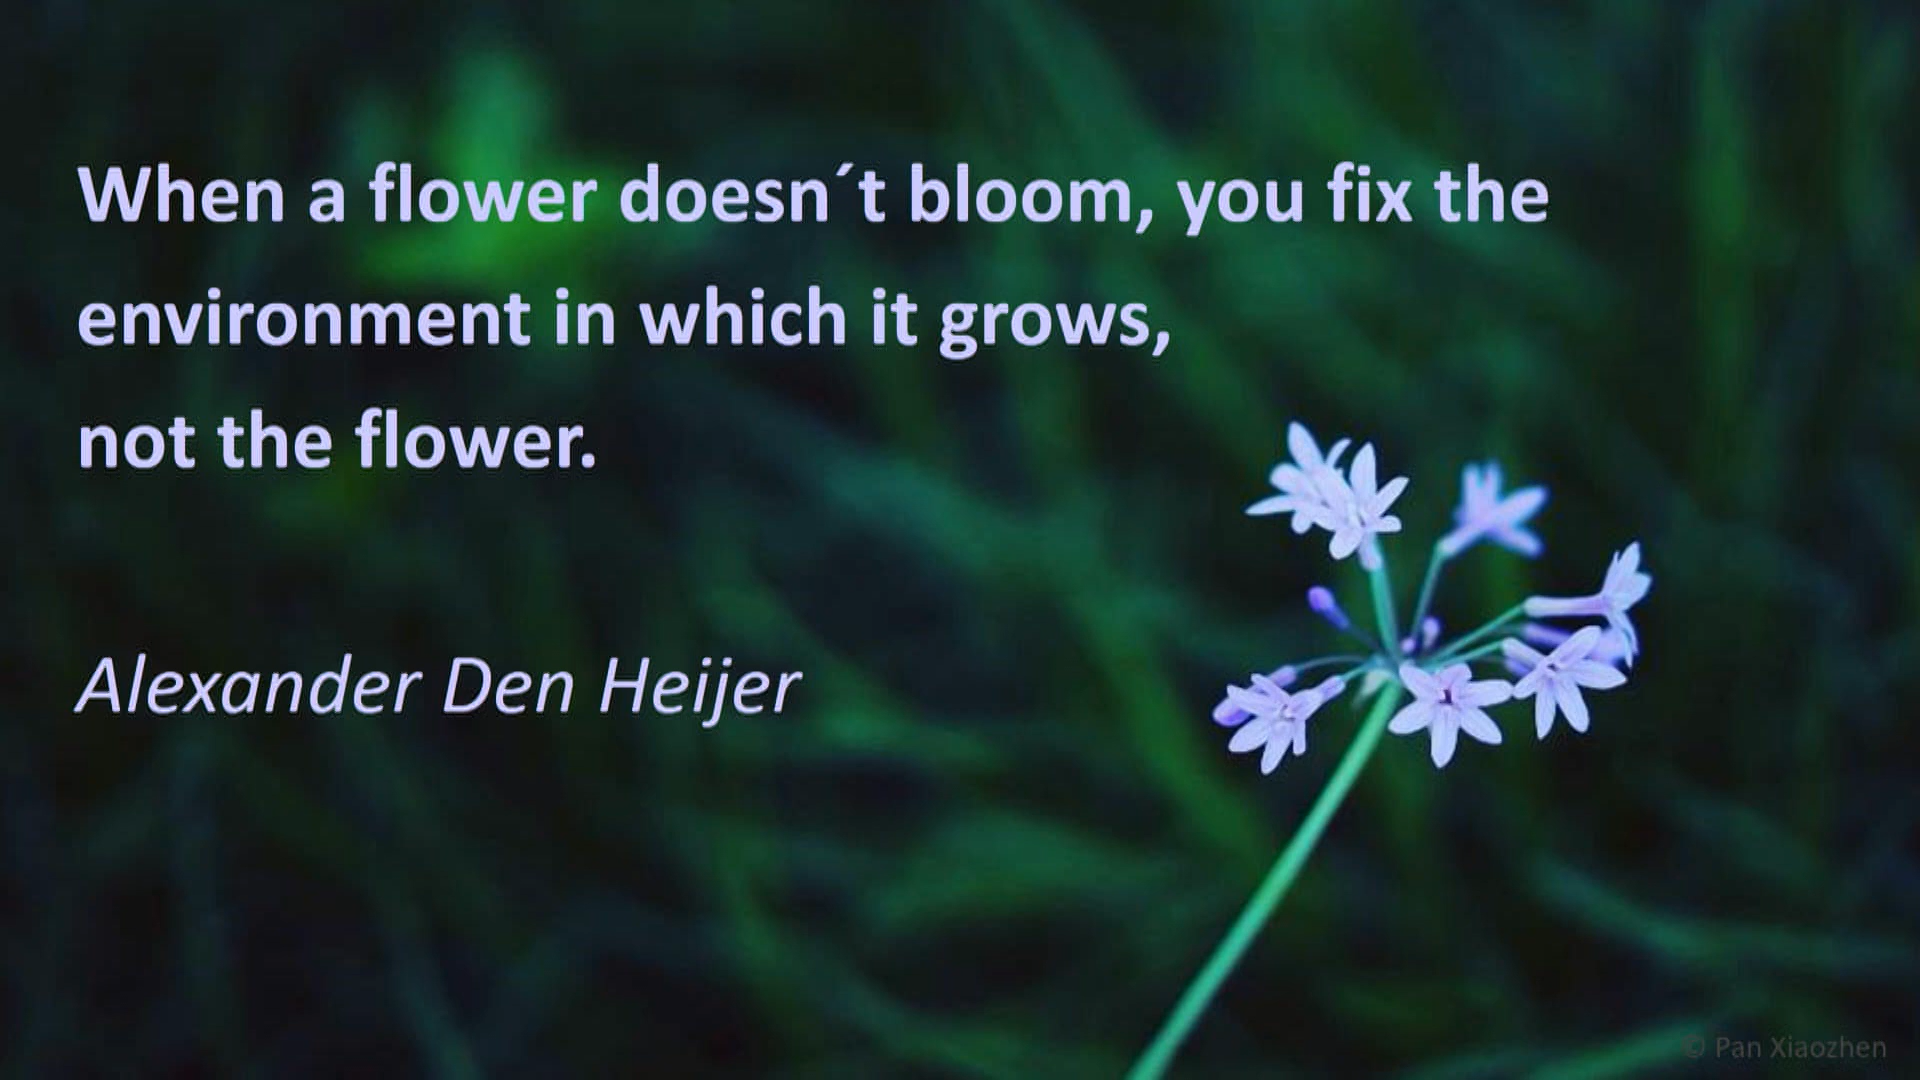 When a flower doesn´t bloom, you fix the
environment in which it grows,
not the flower.
Alexander Den Heijer
© Pan Xiaozhen